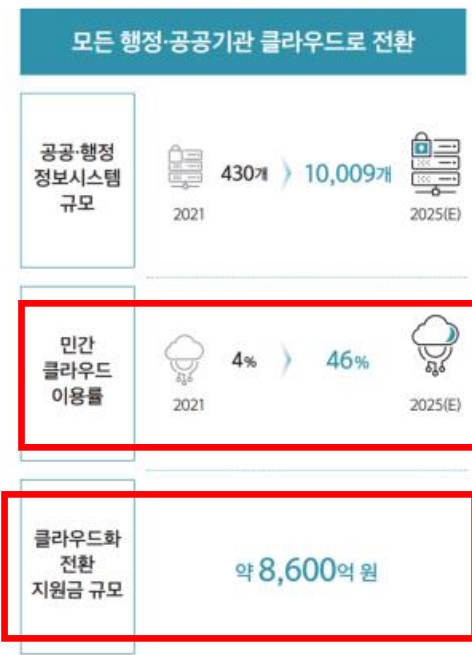 모든 행정·공공기관 클라우드로 전환
공공·행정
정보시스템
규모
430개 > 10,009개
2021 2025(E)
민간
클라우드
이용률
4% > 46%
2021 2025(E)
클라우드화
전환
지원금 규모
약 8,600억 원